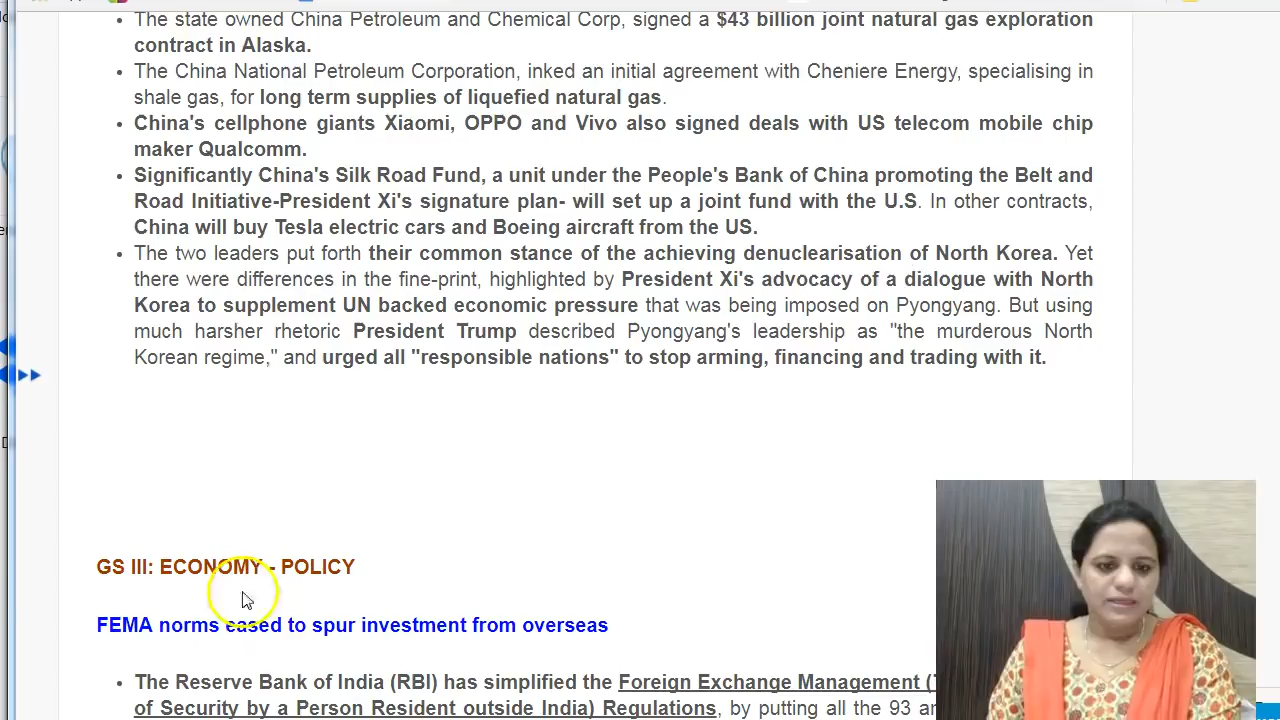 The state owned China Petroleum and Chemical Corp, signed a $43 billion joint natural gas exploration
contract in Alaska.
The China National Petroleum Corporation, inked an initial agreement with Cheniere Energy, specialising in
shale gas, for long term supplies of liquefied natural gas.
China's cellphone giants Xiaomi, OPPO and Vivo also signed deals with US telecom mobile chip
maker Qualcomm.
Significantly China's Silk Road Fund, a unit under the People's Bank of China promoting the Belt and
Road Initiative-President Xi's signature plan- will set up a joint fund with the U.S. In other contracts,
China will buy Tesla electric cars and Boeing aircraft from the US.
The two leaders put forth their common stance of the achieving denuclearisation of North Korea. Yet
there were differences in the fine-print, highlighted by President Xi's advocacy of a dialogue with North
Korea to supplement UN backed economic pressure that was being imposed on Pyongyang. But using
much harsher rhetoric President Trump described Pyongyang's leadership as "the murderous North
Korean regime," and urged all "responsible nations" to stop arming, financing and trading with it.
GS III: ECONOMY - POLICY
FEMA norms eased to spur investment from overseas
The Reserve Bank of India (RBI) has simplified the Foreign Exchange Management
of Security by a Person Resident outside India) Regulations, by putting all the 93